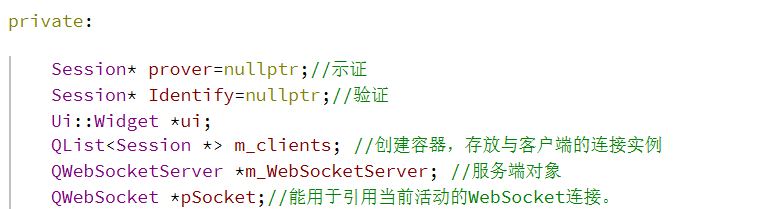 private:
Session* prover=nullptr;//示证
Session* Identify=nullptr;//验证
Ui::Widget *ui;
QList<Session *> m_clients; //创建容器，存放与客户端的连接实例
QWebSocketServer *m_WebSocketServer; //服务端对象
QWebSocket *pSocket;//能用于引用当前活动的WebSocket连接。